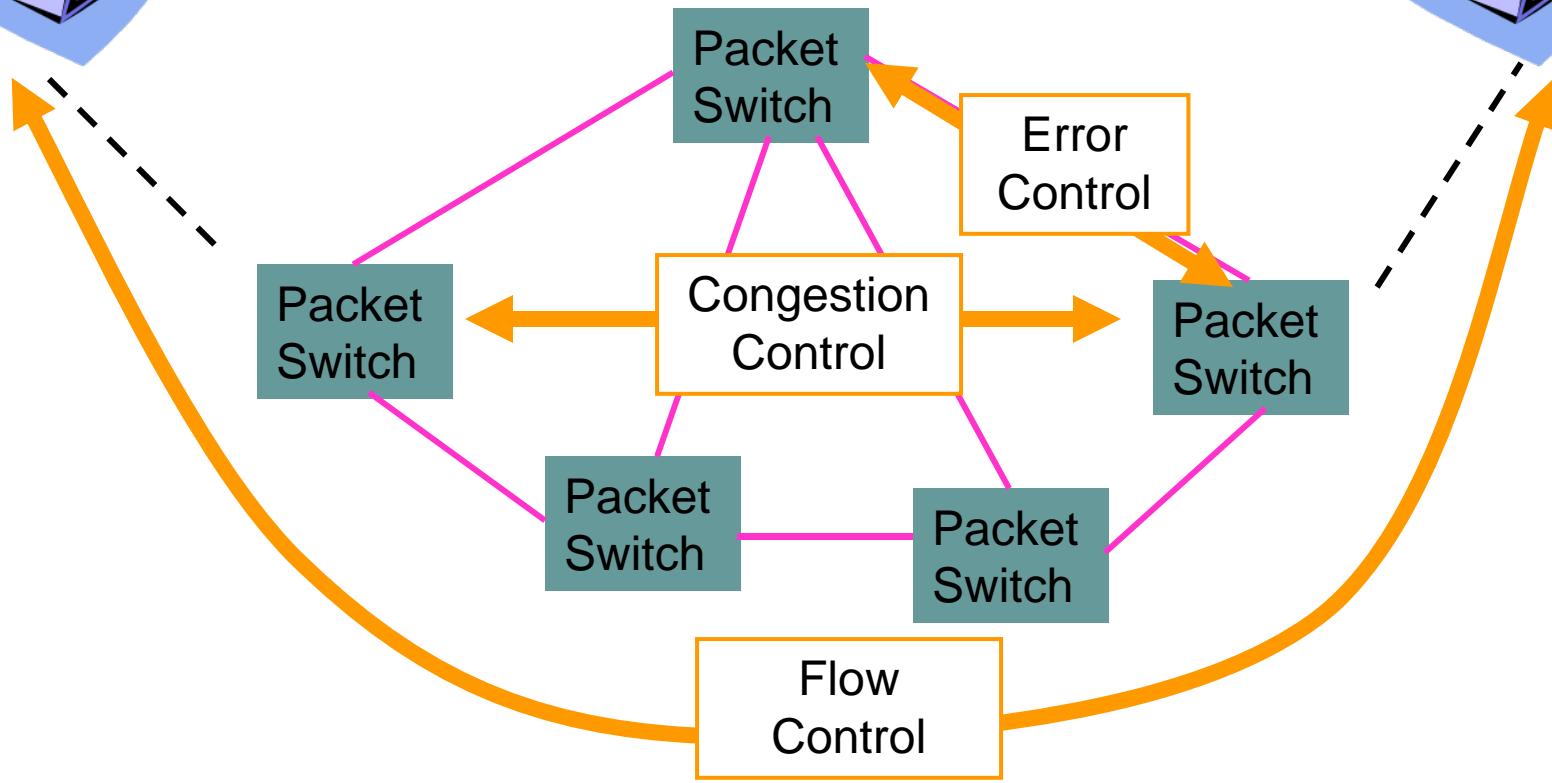 Packet
Switch
Error
Control
Packet
Switch
Congestion
Control
Packet
Switch
Packet
Switch
Packet
Switch
Flow
Control